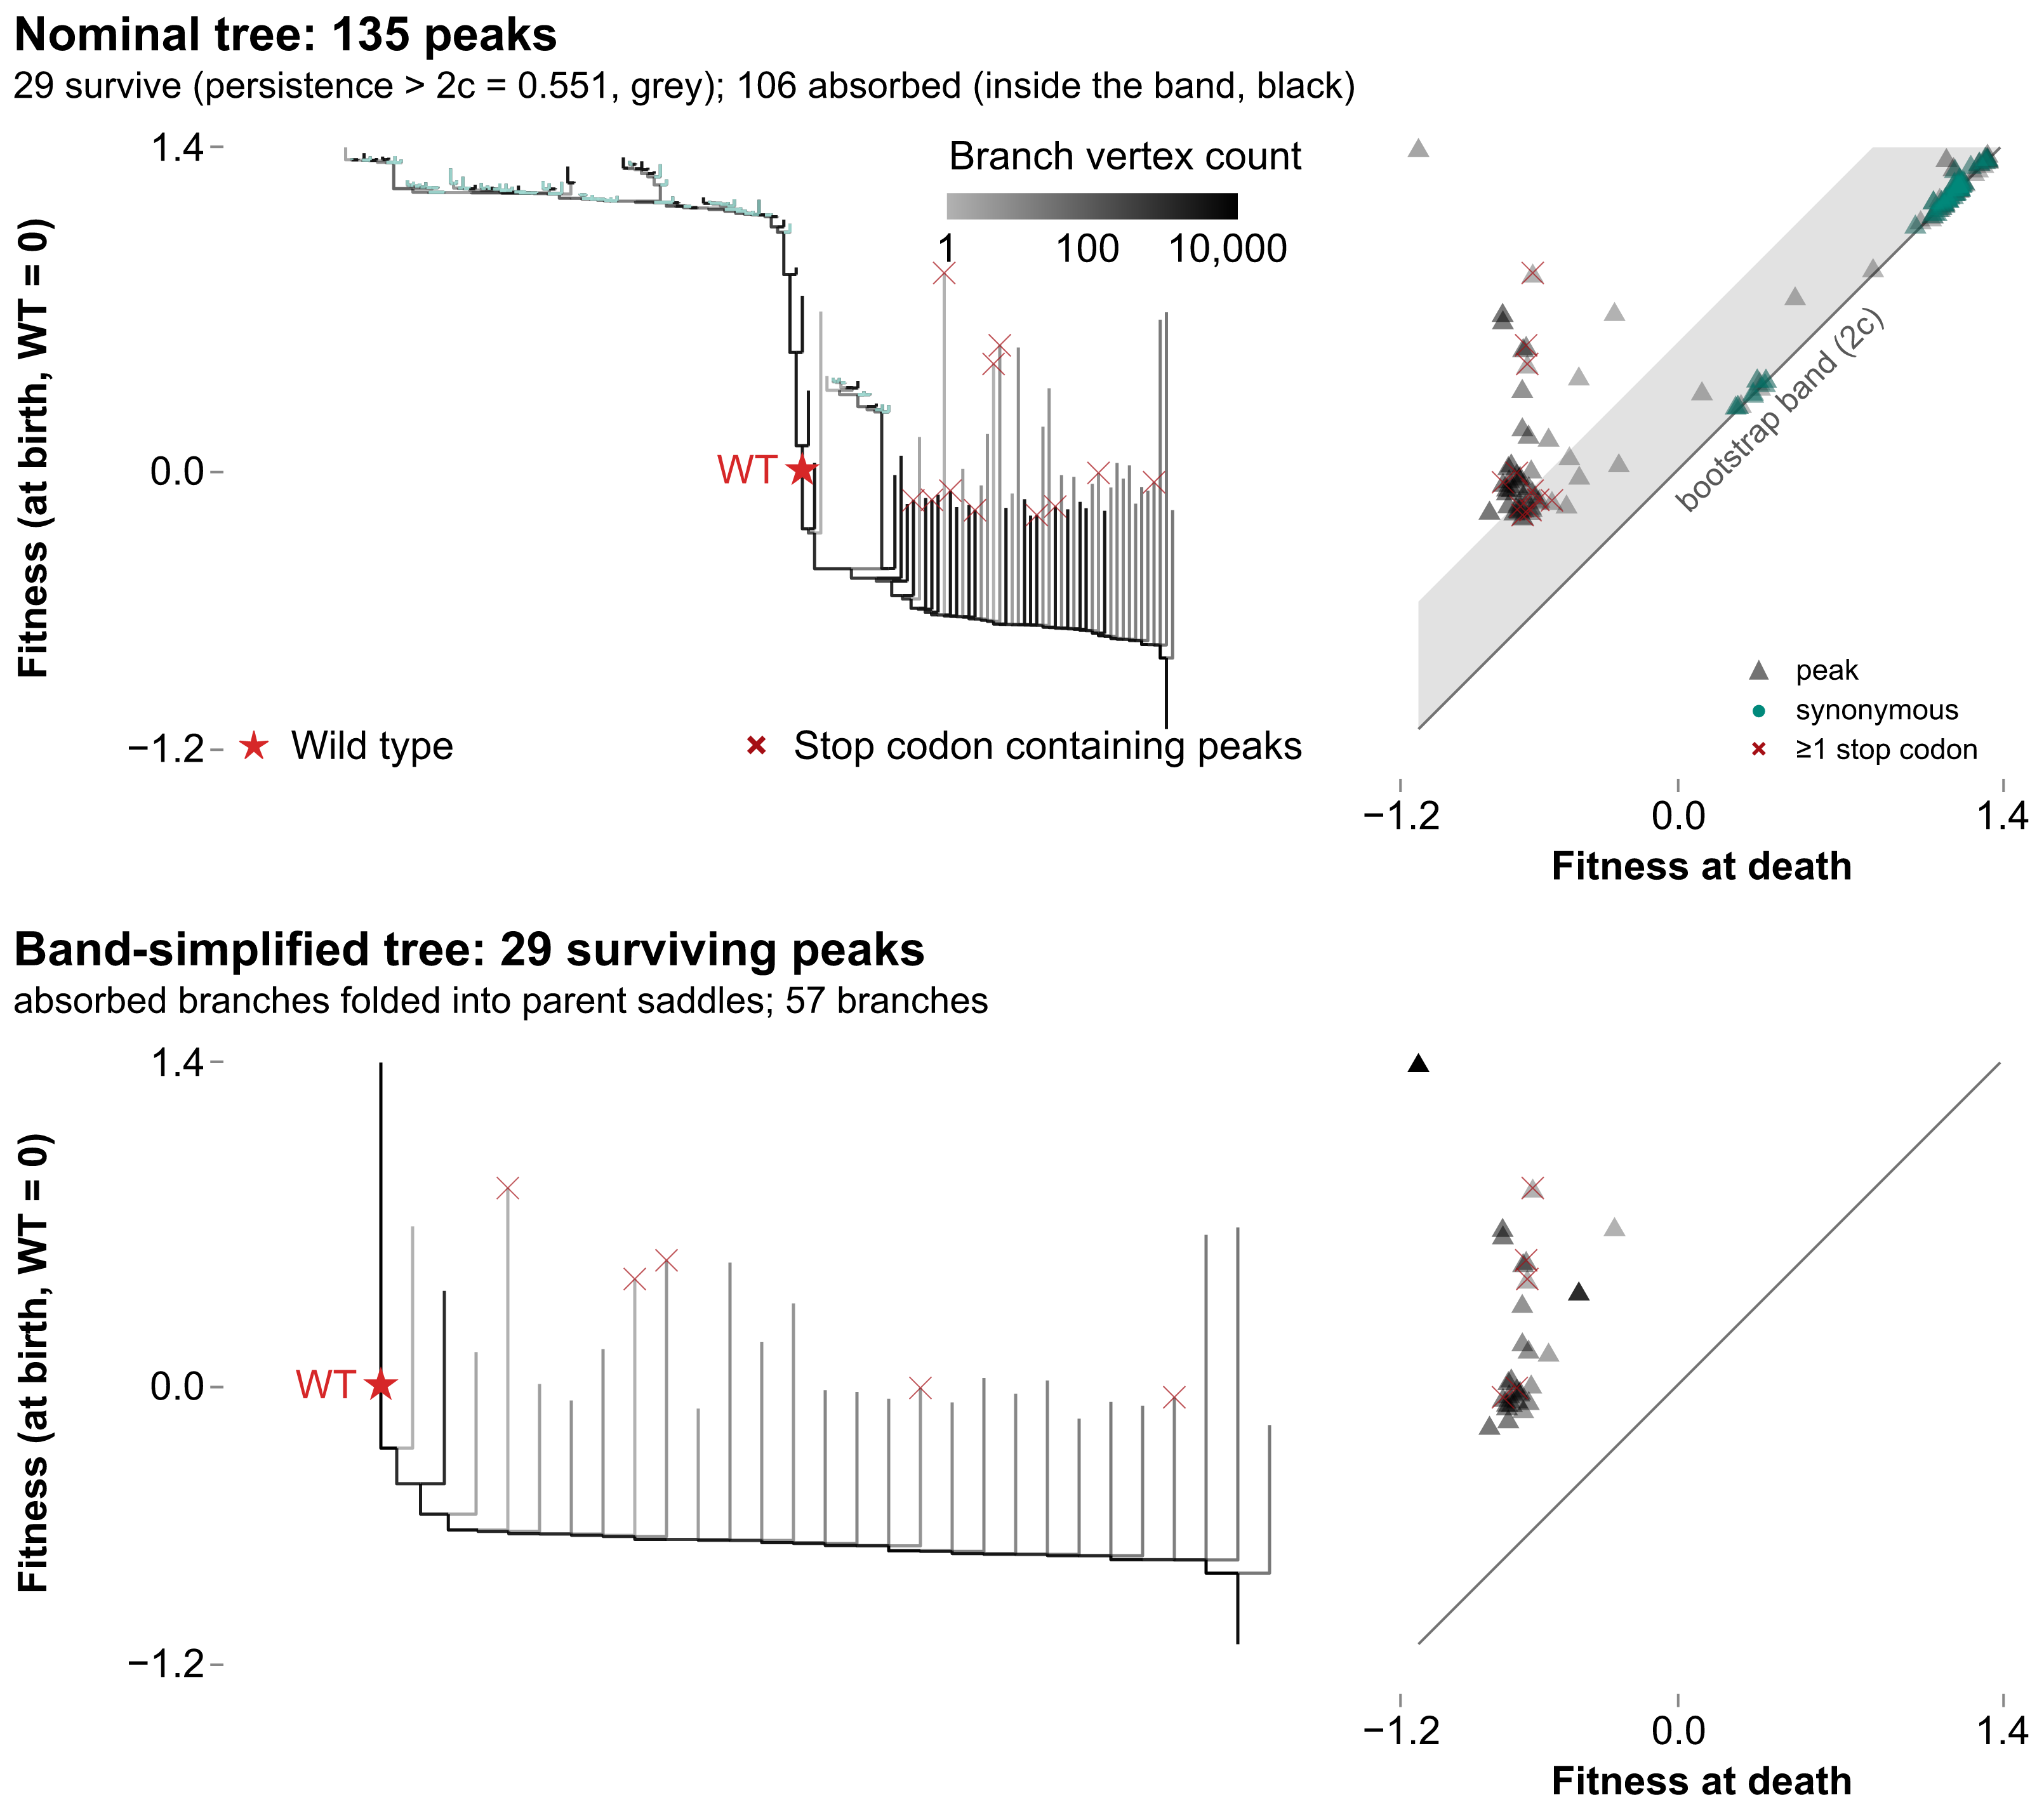 Nominal tree: 135 peaks
29 survive (persistence > 2c = 0.551, grey); 106 absorbed (inside the band, black)
Fitness (at birth, WT = 0)
1.4
0.0
−1.2
Branch vertex count
1 100 10,000
WT
Wild type
Stop codon containing peaks
bootstrap band (2c)
peak
synonymous
≥1 stop codon
−1.2 0.0 1.4
Fitness at death
Band-simplified tree: 29 surviving peaks
absorbed branches folded into parent saddles; 57 branches
Fitness (at birth, WT = 0)
1.4
0.0
−1.2
WT
−1.2 0.0 1.4
Fitness at death